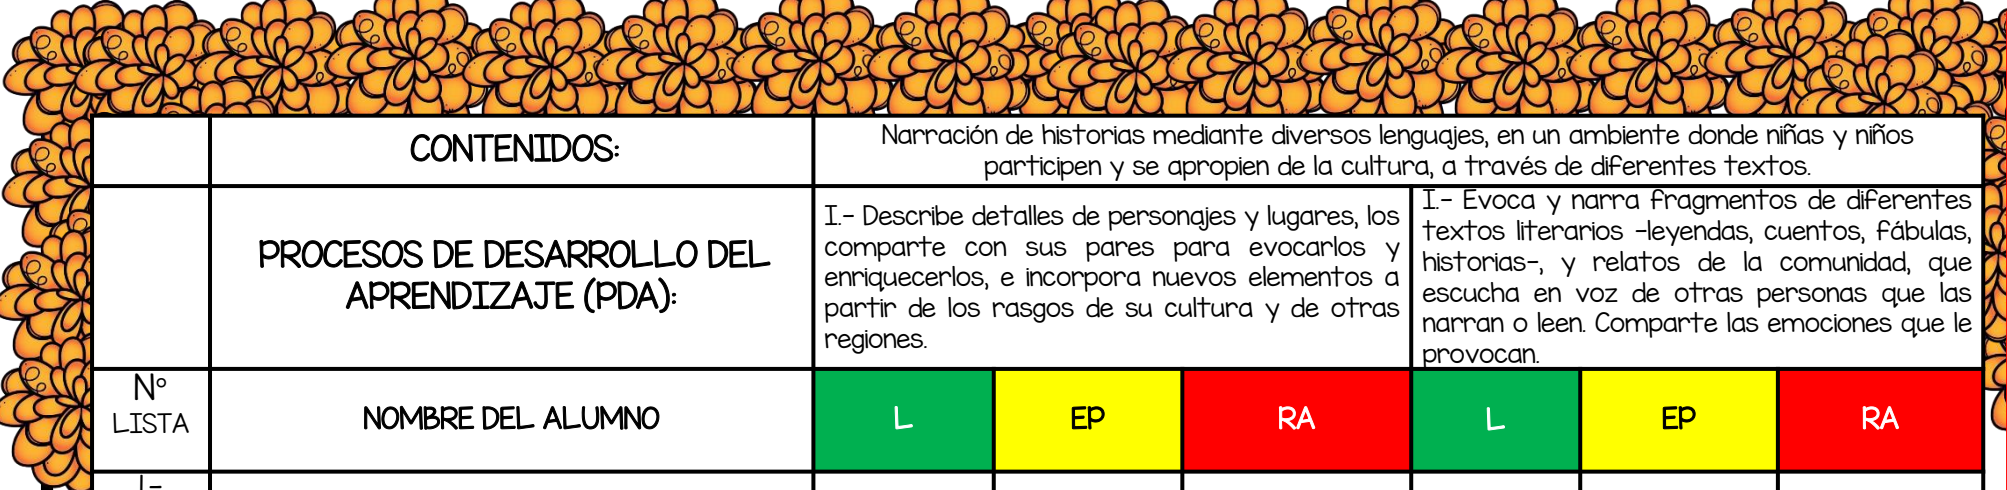 CONTENIDOS:
Narración de historias mediante diversos lenguajes, en un ambiente donde niñas y niños
participen y se apropien de la cultura, a través de diferentes textos.
PROCESOS DE DESARROLLO DEL
APRENDIZAJE (PDA):
I.- Describe detalles de personajes y lugares, los
comparte con sus pares para evocarlos y
enriquecerlos, e incorpora nuevos elementos a
partir de los rasgos de su cultura y de otras
regiones.
I.- Evoca y narra fragmentos de diferentes
textos literarios -leyendas, cuentos, fábulas,
historias-, y relatos de la comunidad, que
escucha en voz de otras personas que las
narran o leen. Comparte las emociones que le
provocan.
N°
LISTA
NOMBRE DEL ALUMNO
L
EP
RA
L
EP
RA